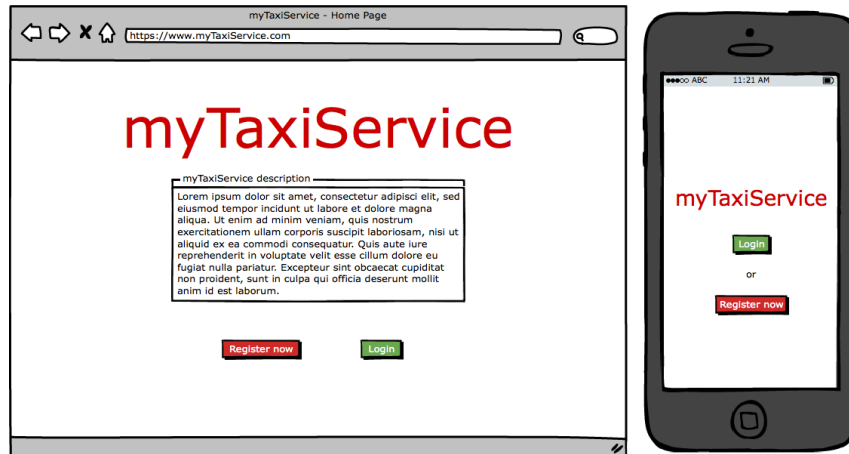 myTaxiService - Home Page
https://www.myTaxiService.com
myTaxiService
myTaxiService description
Lorem ipsum dolor sit amet, consectetur adipisci elit, sed
eiusmod tempor incidunt ut labore et dolore magna
aliqua. Ut enim ad minim veniam, quis nostrum
exercitationem ullam corporis suscipit laboriosam, nisi ut
aliquid ex ea commodi consequatur. Quis aute iure
reprehenderit in voluptate velit esse cillum dolore eu
fugiat nulla pariatur. Excepteur sint obcaecat cupiditat
non proident, sunt in culpa qui officia deserunt mollit
anim id est laborum.
Register now
Login
ABC 11:21 AM
myTaxiService
Login
or
Register now